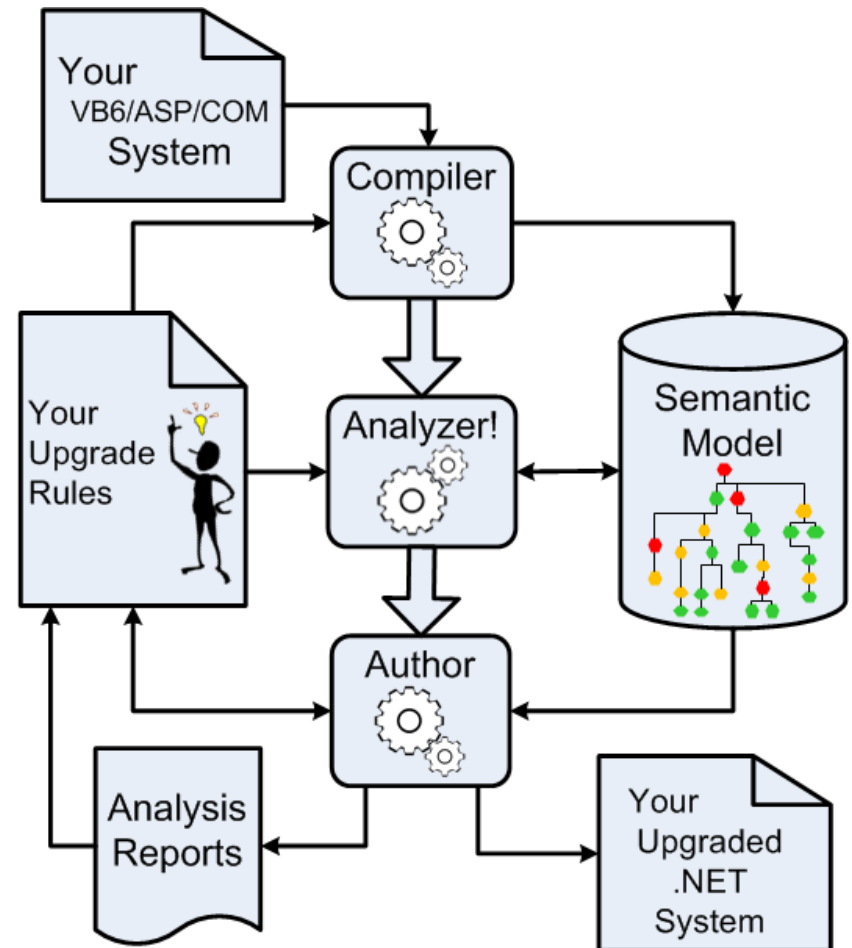 Your
VB6/ASP/COM
System
Compiler
Your
Upgrade
Rules
Analyzer!
Semantic
Model
Author
Analysis
Reports
Your
Upgraded
.NET
System